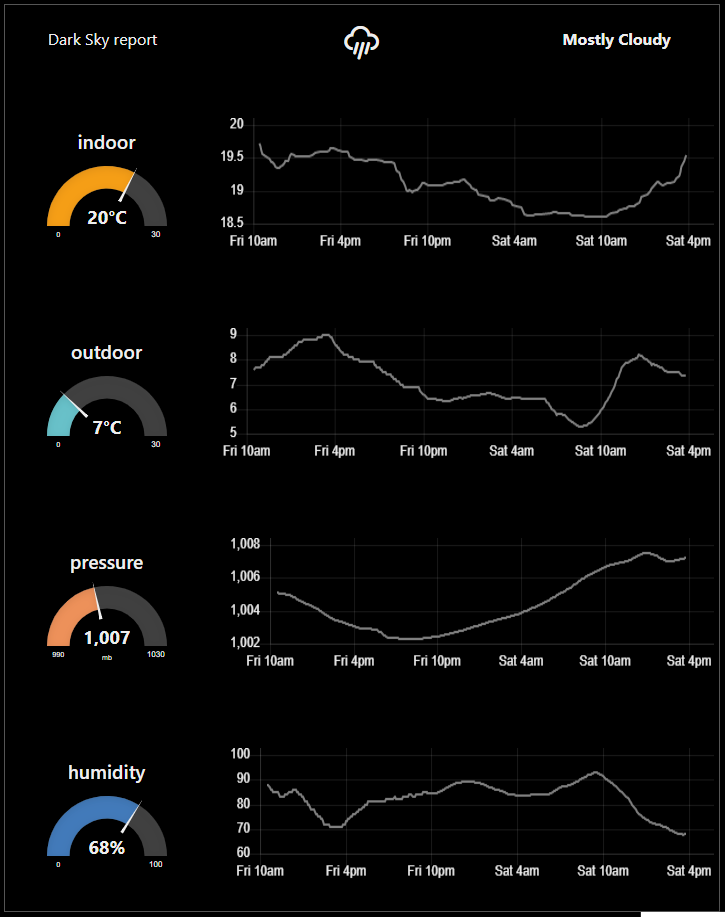 Dark Sky report
Mostly Cloudy
indoor
20°C
0 30
20
19.5
19
18.5
Fri 10am Fri 4pm Fri 10pm Sat 4am Sat 10am Sat 4pm
outdoor
7°C
0 30
9
8
7
6
5
Fri 10am Fri 4pm Fri 10pm Sat 4am Sat 10am Sat 4pm
pressure
1,007
990 mb 1030
1,008
1,006
1,004
1,002
Fri 10am Fri 4pm Fri 10pm Sat 4am Sat 10am Sat 4pm
humidity
68%
0 100
100
90
80
70
60
Fri 10am Fri 4pm Fri 10pm Sat 4am Sat 10am Sat 4pm